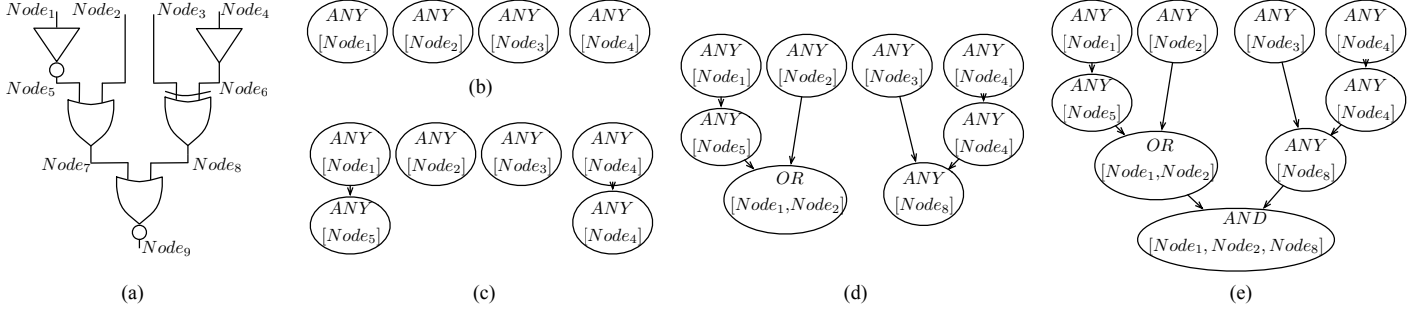 Node₁ Node₂ Node₃ Node₄
Node₅ Node₆
Node₇ Node₈
Node₉
(a)
ANY ANY ANY ANY
[Node₁] [Node₂] [Node₃] [Node₄]
(b)
ANY ANY ANY ANY
[Node₁] [Node₂] [Node₃] [Node₄]
ANY ANY
[Node₅] [Node₄]
(c)
ANY ANY ANY ANY
[Node₁] [Node₂] [Node₃] [Node₄]
ANY ANY
[Node₅] [Node₄]
OR ANY
[Node₁,Node₂] [Node₈]
(d)
ANY ANY ANY ANY
[Node₁] [Node₂] [Node₃] [Node₄]
ANY ANY
[Node₅] [Node₄]
OR ANY
[Node₁,Node₂] [Node₈]
AND
[Node₁, Node₂, Node₈]
(e)